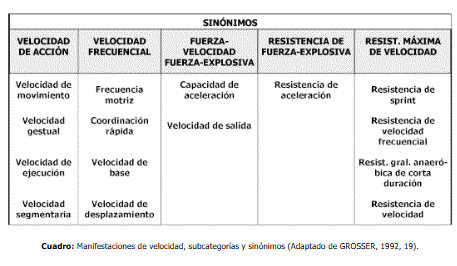 SINÓNIMOS
VELOCIDAD DE ACCIÓN
VELOCIDAD FRECUENCIAL
FUERZA-VELOCIDAD FUERZA-EXPLOSIVA
RESISTENCIA DE FUERZA-EXPLOSIVA
RESIST. MÁXIMA DE VELOCIDAD
Velocidad de movimiento
Frecuencia motriz
Capacidad de aceleración
Resistencia de aceleración
Resistencia de sprint
Velocidad gestual
Coordinación rápida
Velocidad de salida
Resistencia de velocidad frecuencial
Velocidad de ejecución
Velocidad de base
Resist. gral. anaeróbica de corta duración
Velocidad segmentaria
Velocidad de desplazamiento
Resistencia de velocidad
Cuadro: Manifestaciones de velocidad, subcategorías y sinónimos (Adaptado de GROSSER, 1992, 19).